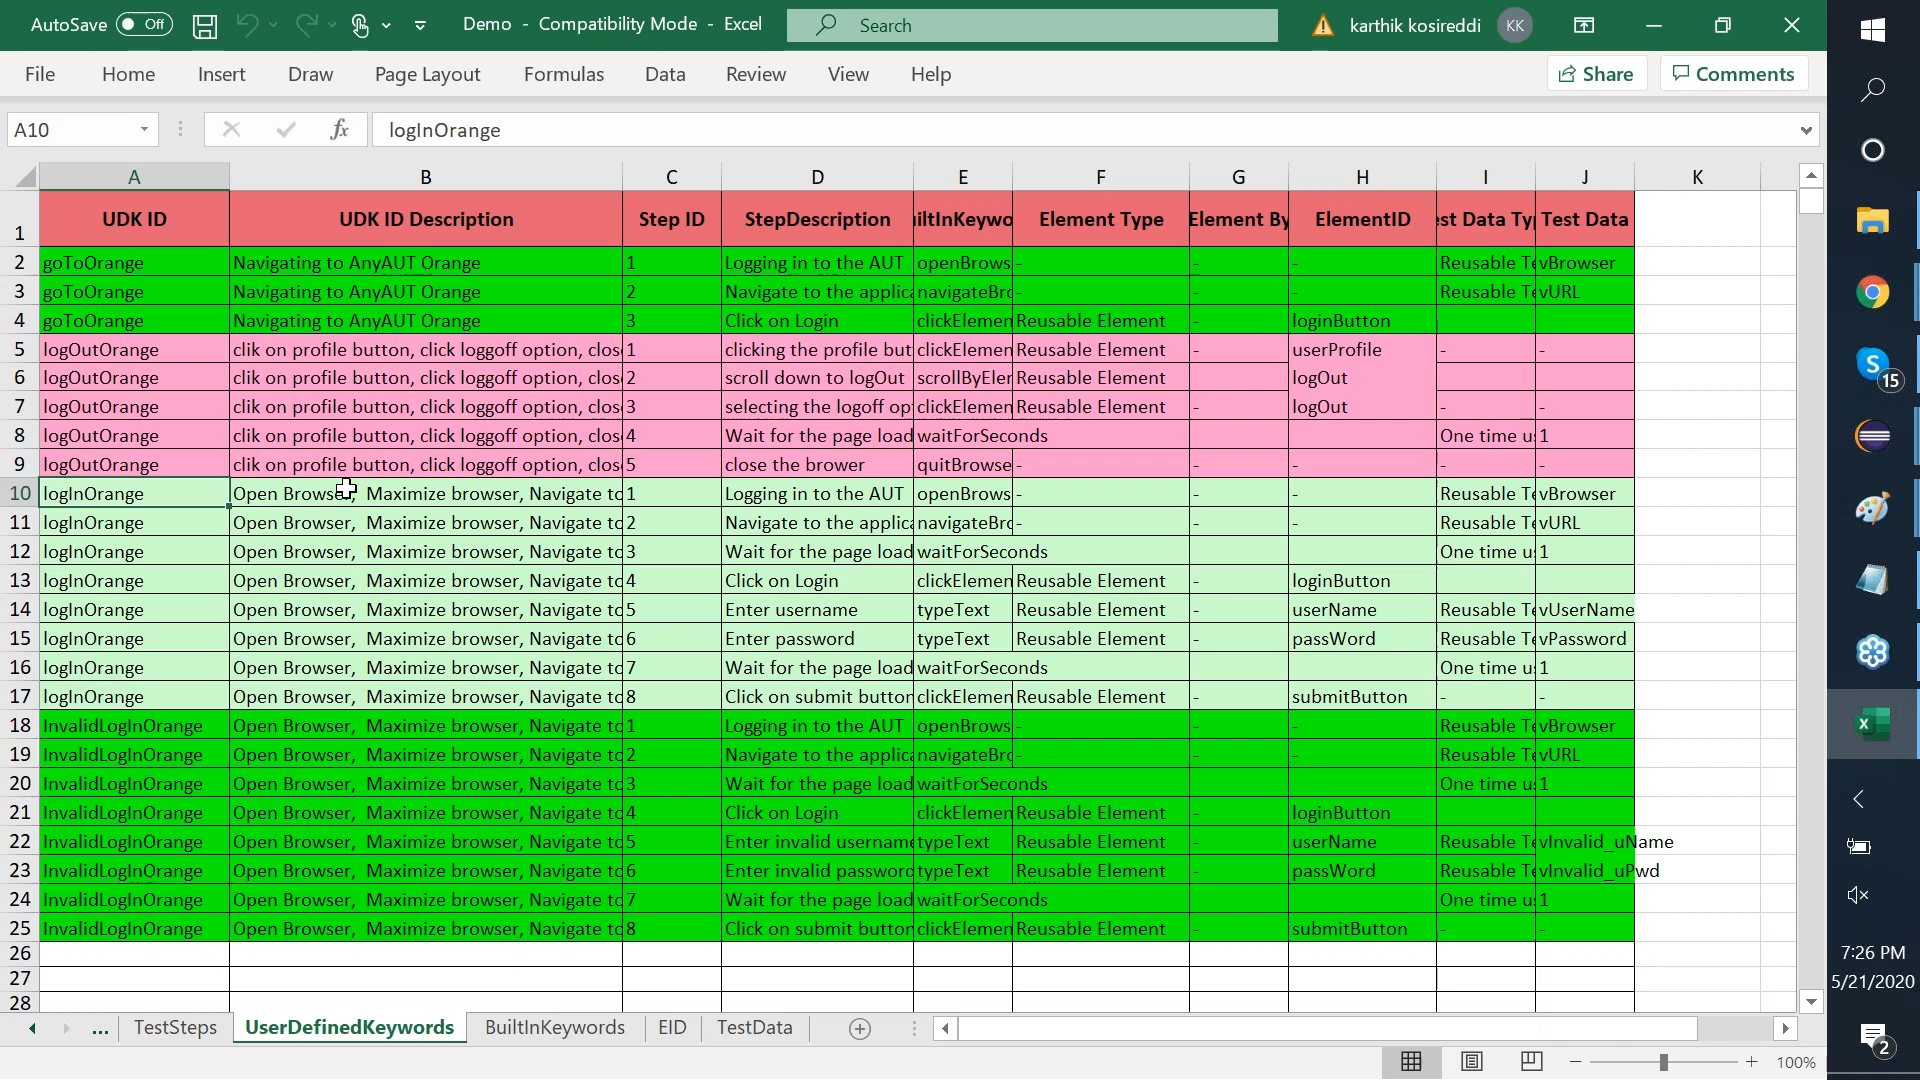 AutoSave Off Demo - Compatibility Mode - Excel Search karthik kosireddi KK
File Home Insert Draw Page Layout Formulas Data Review View Help Share Comments
A10 fx logInOrange
A B C D E F G H I J K
1 UDK ID UDK ID Description Step ID StepDescription iltInKeywo Element Type Element By ElementID st Data Ty Test Data
2 goToOrange Navigating to AnyAUT Orange 1 Logging in to the AUT openBrows - - - Reusable Te vBrowser
3 goToOrange Navigating to AnyAUT Orange 2 Navigate to the applica navigateBro - - - Reusable Te vURL
4 goToOrange Navigating to AnyAUT Orange 3 Click on Login clickElemen Reusable Element - loginButton
5 logOutOrange clik on profile button, click loggoff option, clos 1 clicking the profile but clickElemen Reusable Element - userProfile - -
6 logOutOrange clik on profile button, click loggoff option, clos 2 scroll down to logOut scrollByEler Reusable Element logOut
7 logOutOrange clik on profile button, click loggoff option, clos 3 selecting the logoff op clickElemen Reusable Element - logOut - -
8 logOutOrange clik on profile button, click loggoff option, clos 4 Wait for the page load waitForSeconds One time u 1
9 logOutOrange clik on profile button, click loggoff option, clos 5 close the brower quitBrowse - - - - -
10 logInOrange Open Browser, Maximize browser, Navigate to 1 Logging in to the AUT openBrows - - - Reusable Te vBrowser
11 logInOrange Open Browser, Maximize browser, Navigate to 2 Navigate to the applica navigateBro - - - Reusable Te vURL
12 logInOrange Open Browser, Maximize browser, Navigate to 3 Wait for the page load waitForSeconds One time u 1
13 logInOrange Open Browser, Maximize browser, Navigate to 4 Click on Login clickElemen Reusable Element - loginButton
14 logInOrange Open Browser, Maximize browser, Navigate to 5 Enter username typeText Reusable Element - userName Reusable Te vUserName
15 logInOrange Open Browser, Maximize browser, Navigate to 6 Enter password typeText Reusable Element - passWord Reusable Te vPassword
16 logInOrange Open Browser, Maximize browser, Navigate to 7 Wait for the page load waitForSeconds One time u 1
17 logInOrange Open Browser, Maximize browser, Navigate to 8 Click on submit button clickElemen Reusable Element - submitButton - -
18 InvalidLogInOrange Open Browser, Maximize browser, Navigate to 1 Logging in to the AUT openBrows - - - Reusable Te vBrowser
19 InvalidLogInOrange Open Browser, Maximize browser, Navigate to 2 Navigate to the applica navigateBro - - - Reusable Te vURL
20 InvalidLogInOrange Open Browser, Maximize browser, Navigate to 3 Wait for the page load waitForSeconds One time u 1
21 InvalidLogInOrange Open Browser, Maximize browser, Navigate to 4 Click on Login clickElemen Reusable Element - loginButton
22 InvalidLogInOrange Open Browser, Maximize browser, Navigate to 5 Enter invalid username typeText Reusable Element - userName Reusable Te vInvalid_uName
23 InvalidLogInOrange Open Browser, Maximize browser, Navigate to 6 Enter invalid password typeText Reusable Element - passWord Reusable Te vInvalid_uPwd
24 InvalidLogInOrange Open Browser, Maximize browser, Navigate to 7 Wait for the page load waitForSeconds One time u 1
25 InvalidLogInOrange Open Browser, Maximize browser, Navigate to 8 Click on submit button clickElemen Reusable Element - submitButton - -
26
27
28
... TestSteps UserDefinedKeywords BuiltInKeywords EID TestData
100%
15
7:26 PM
5/21/2020
2